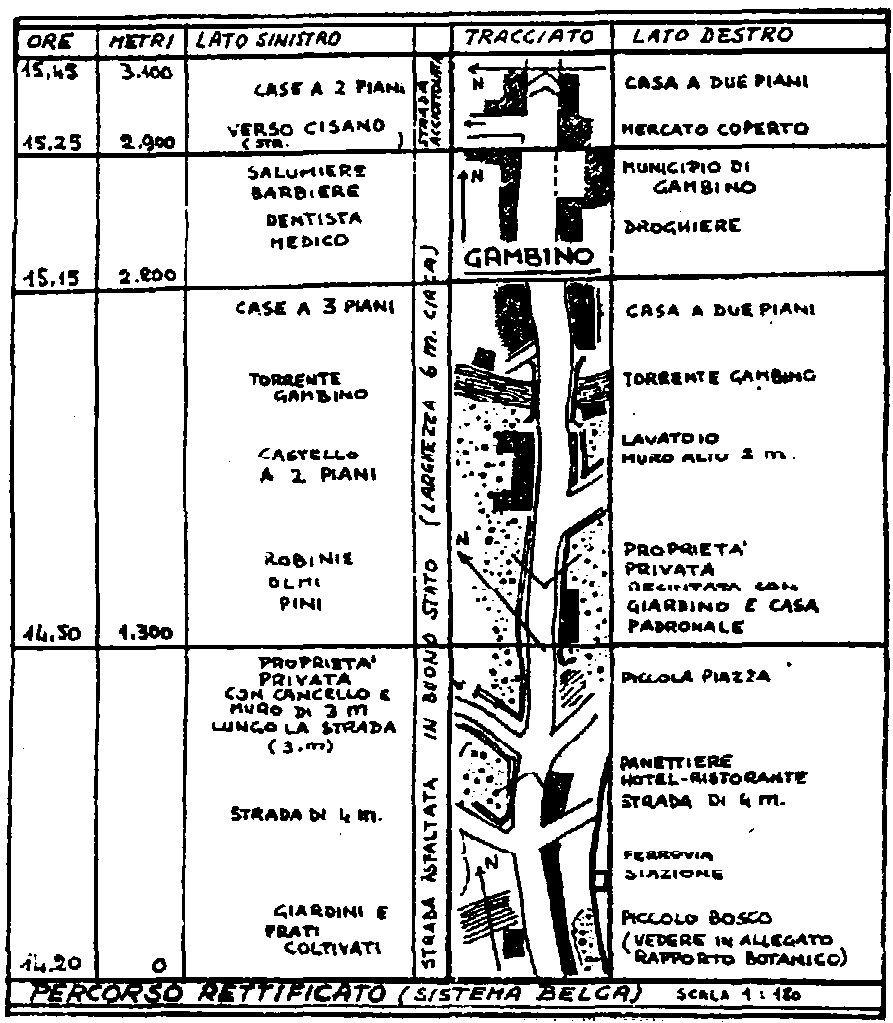 ORE METRI LATO SINISTRO TRACCIATO LATO DESTRO
15,45 3.100
CASE A 2 PIANI
CASA A DUE PIANI
N
STRADA ACCIOTTOLATA
VERSO CISANO
(STR. )
MERCATO COPERTO
15.25 2.900
SALUMIERE
BARBIERE
DENTISTA
MEDICO
N
MUNICIPIO DI
GAMBINO
DROGHIERE
GAMBINO
15.15 2.800
CASE A 3 PIANI
CASA A DUE PIANI
TORRENTE
GAMBINO
TORRENTE GAMBINO
CASTELLO
A 2 PIANI
LAVATOIO
MURO ALTO 2 m.
ROBINIE
OLMI
PINI
N
PROPRIETA'
PRIVATA
RECINTATA CON
GIARDINO E CASA
PADRONALE
14,50 1.300
STRADA ASFALTATA IN BUONO STATO (LARGHEZZA 6 m. CIRCA)
PROPRIETA'
PRIVATA
CON CANCELLO E
MURO DI 3 M
LUNGO LA STRADA
(3.m)
PICCOLA PIAZZA
PANETTIERE
HOTEL-RISTORANTE
STRADA DI 4 m.
STRADA DI 4 m.
FERROVIA
STAZIONE
N
GIARDINI E
PRATI
COLTIVATI
PICCOLO BOSCO
(VEDERE IN ALLEGATO
RAPPORTO BOTANICO)
14,20 0
PERCORSO RETTIFICATO (SISTEMA BELGA) SCALA 1:180